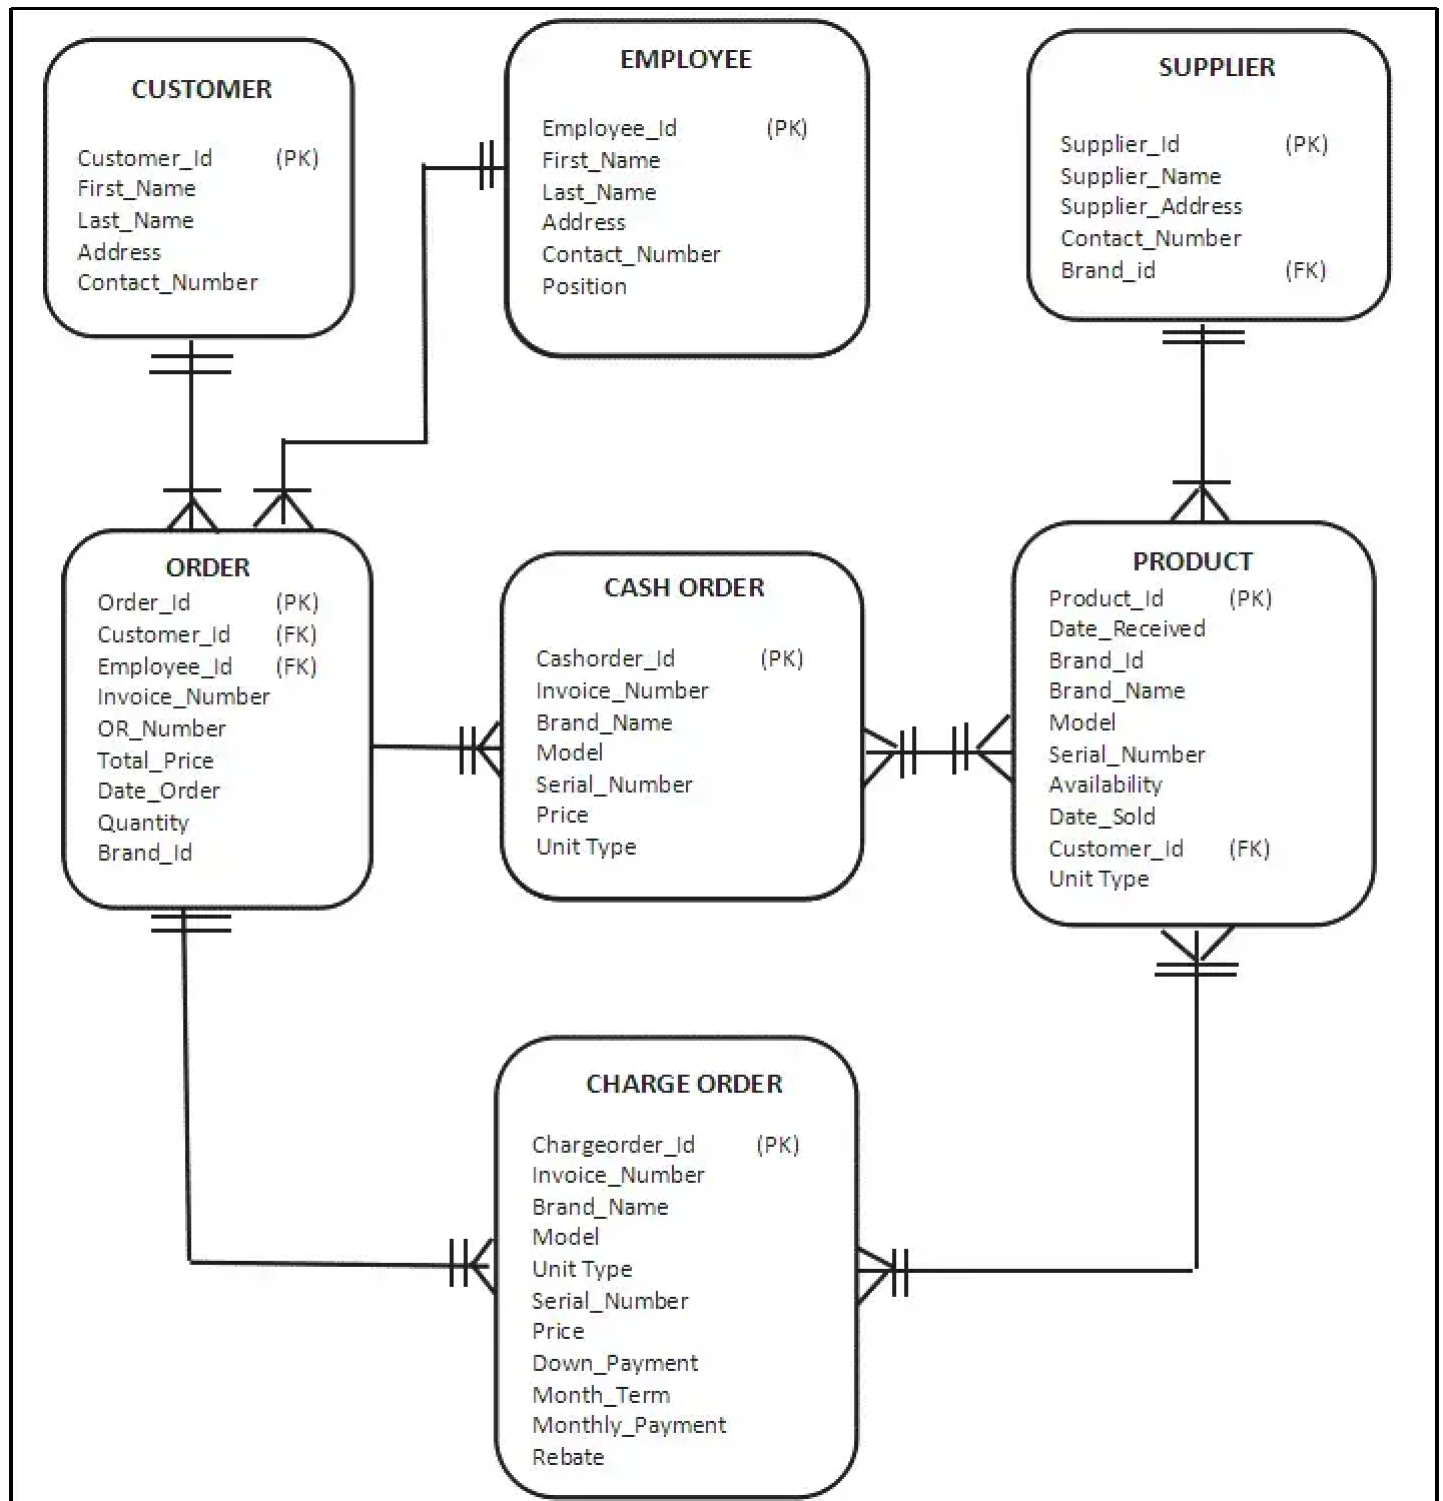 CUSTOMER
Customer_Id (PK)
First_Name
Last_Name
Address
Contact_Number
EMPLOYEE
Employee_Id (PK)
First_Name
Last_Name
Address
Contact_Number
Position
SUPPLIER
Supplier_Id (PK)
Supplier_Name
Supplier_Address
Contact_Number
Brand_id (FK)
ORDER
Order_Id (PK)
Customer_Id (FK)
Employee_Id (FK)
Invoice_Number
OR_Number
Total_Price
Date_Order
Quantity
Brand_Id
CASH ORDER
Cashorder_Id (PK)
Invoice_Number
Brand_Name
Model
Serial_Number
Price
Unit Type
PRODUCT
Product_Id (PK)
Date_Received
Brand_Id
Brand_Name
Model
Serial_Number
Availability
Date_Sold
Customer_Id (FK)
Unit Type
CHARGE ORDER
Chargeorder_Id (PK)
Invoice_Number
Brand_Name
Model
Unit Type
Serial_Number
Price
Down_Payment
Month_Term
Monthly_Payment
Rebate